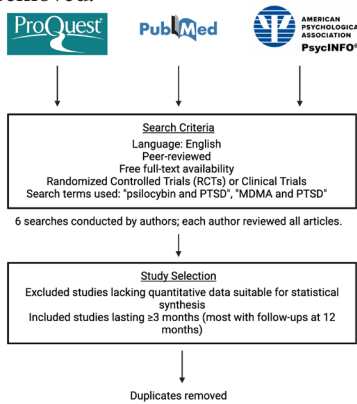 removed.
ProQuest
PubMed
AMERICAN
PSYCHOLOGICAL
ASSOCIATION
PsycINFO®
Search Criteria
Language: English
Peer-reviewed
Free full-text availability
Randomized Controlled Trials (RCTs) or Clinical Trials
Search terms used: "psilocybin and PTSD", "MDMA and PTSD"
6 searches conducted by authors; each author reviewed all articles.
Study Selection
Excluded studies lacking quantitative data suitable for statistical
synthesis
Included studies lasting ≥3 months (most with follow-ups at 12
months)
Duplicates removed